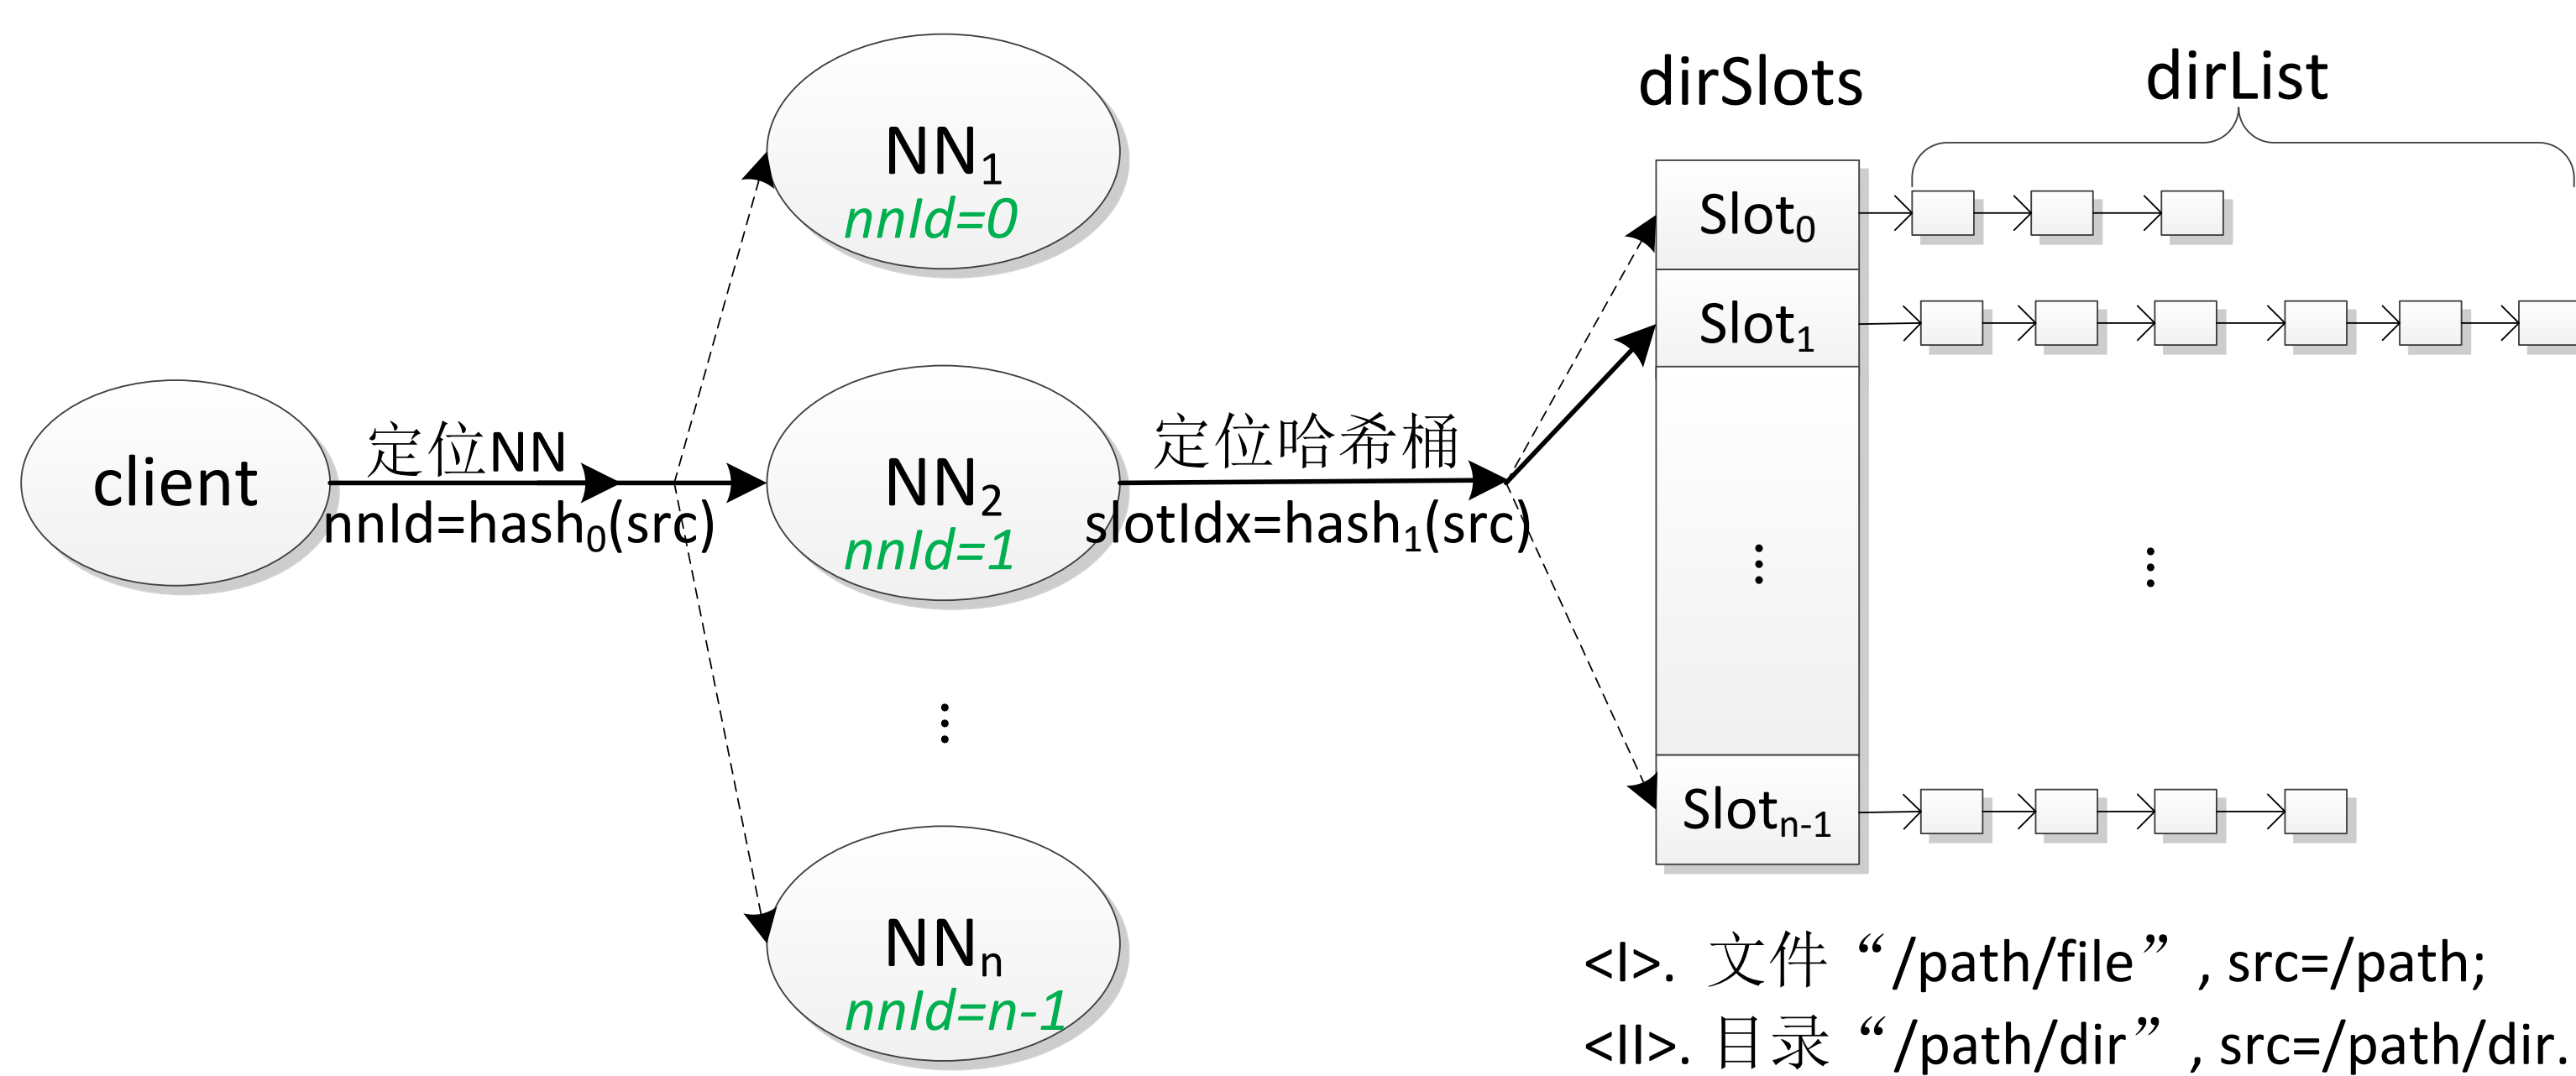 client
定位NN
nnId=hash₀(src)
NN₁
nnId=0
NN₂
nnId=1
⋮
NNₙ
nnId=n-1
定位哈希桶
slotIdx=hash₁(src)
dirSlots
dirList
Slot₀
Slot₁
⋮
⋮
Slotₙ₋₁
<I>. 文件“/path/file”, src=/path;
<II>. 目录“/path/dir”, src=/path/dir.